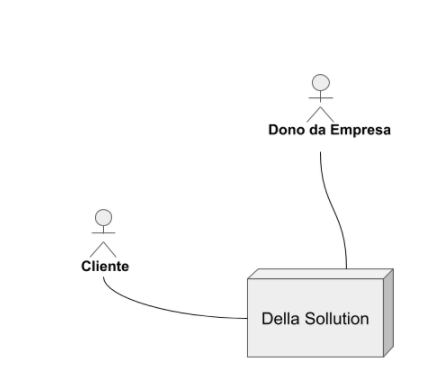 Dono da Empresa
Cliente
Della Sollution